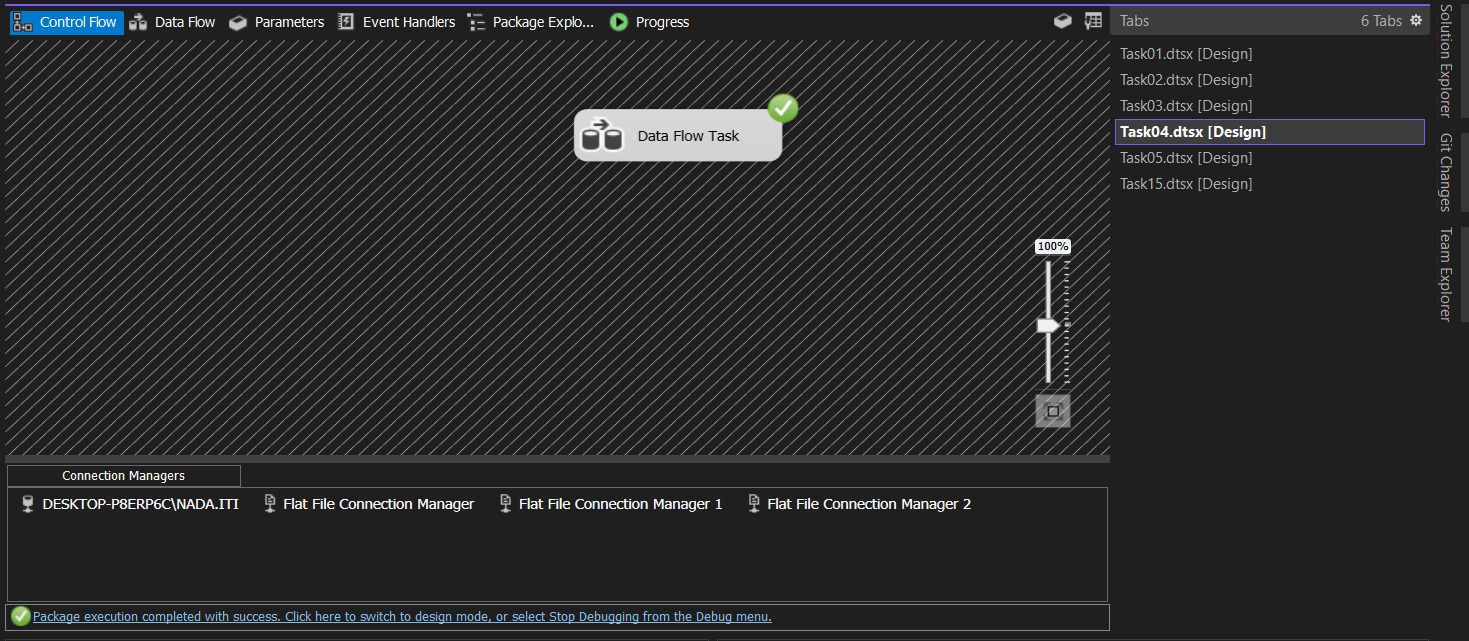 Control Flow Data Flow Parameters Event Handlers Package Explo... Progress
Tabs 6 Tabs
Task01.dtsx [Design]
Task02.dtsx [Design]
Task03.dtsx [Design]
Task04.dtsx [Design]
Task05.dtsx [Design]
Task15.dtsx [Design]
Solution Explorer
Git Changes
Team Explorer
Data Flow Task
100%
Connection Managers
DESKTOP-P8ERP6C\NADA.ITI Flat File Connection Manager Flat File Connection Manager 1 Flat File Connection Manager 2
Package execution completed with success. Click here to switch to design mode, or select Stop Debugging from the Debug menu.